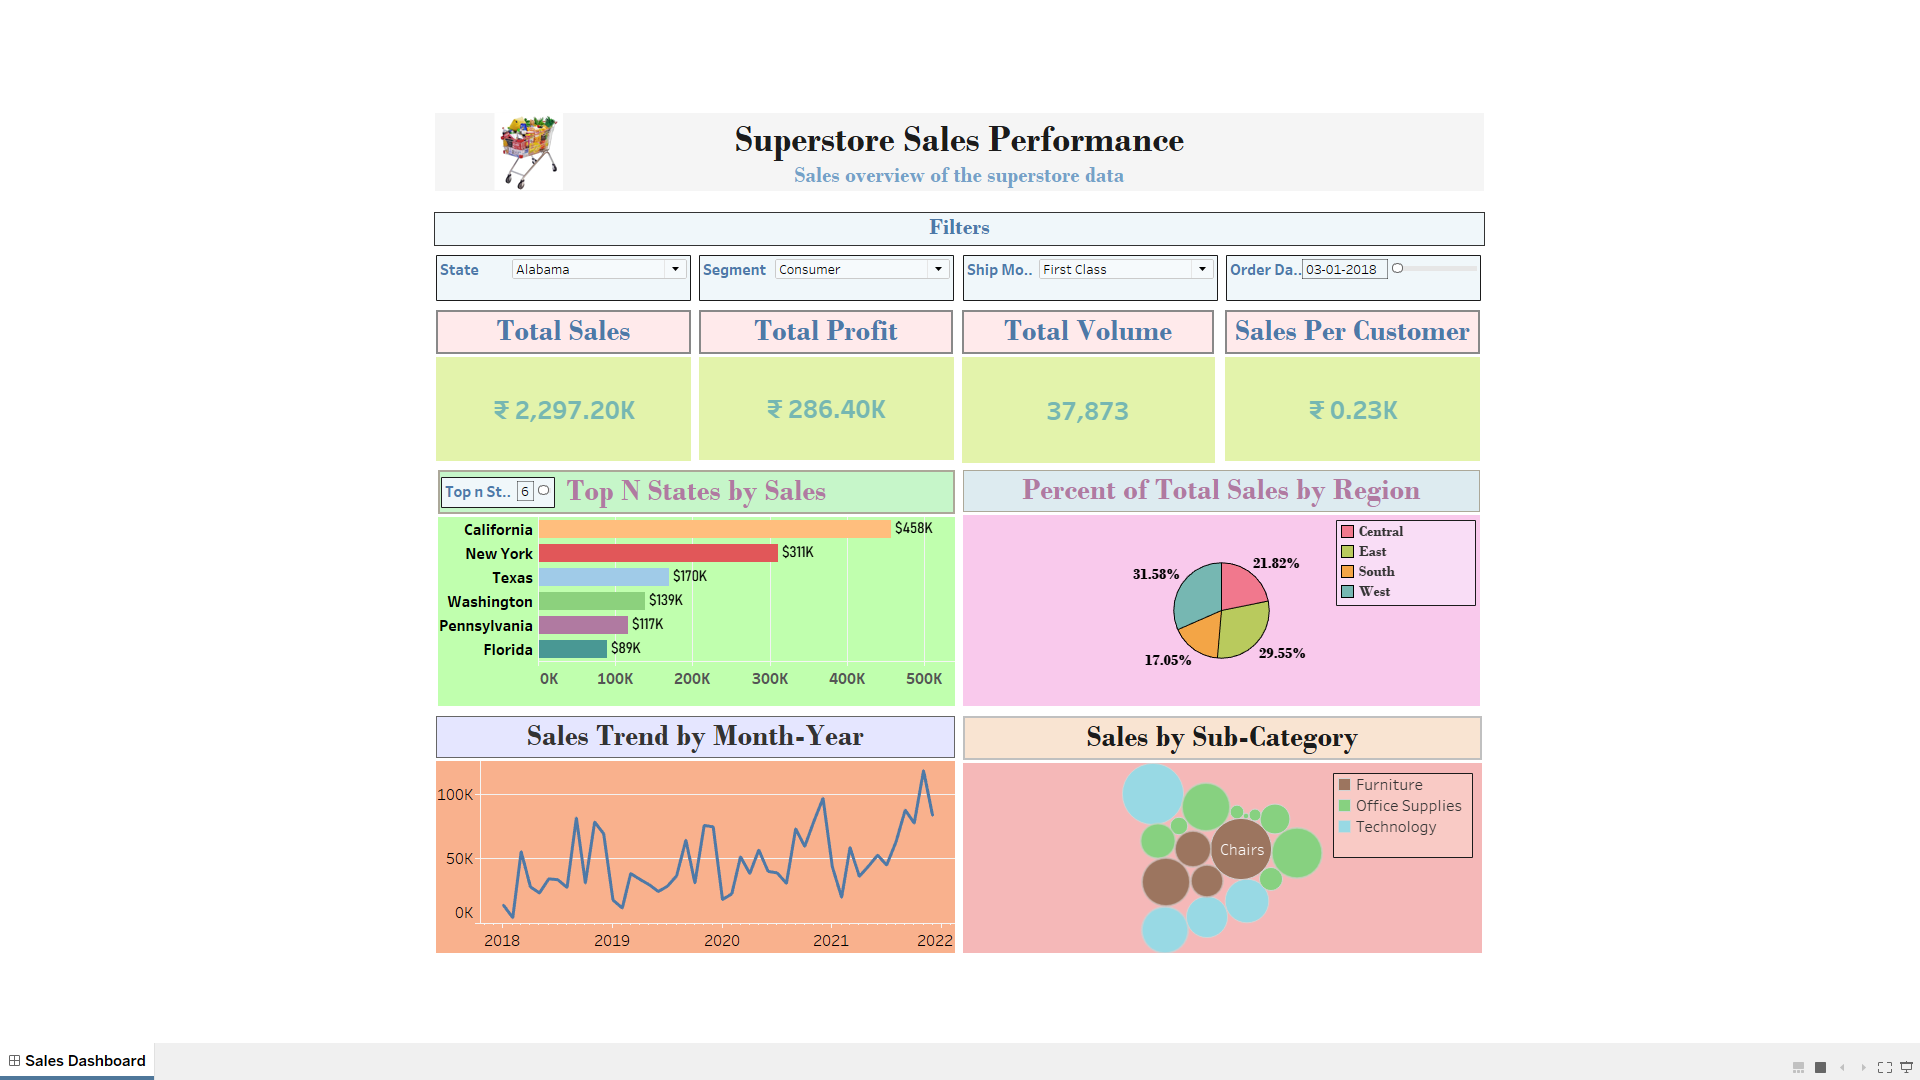 Superstore Sales Performance
Sales overview of the superstore data
Filters
State Alabama
Segment Consumer
Ship Mo.. First Class
Order Da.. 03-01-2018
Total Sales
Total Profit
Total Volume
Sales Per Customer
₹ 2,297.20K
₹ 286.40K
37,873
₹ 0.23K
Top n St.. 6
Top N States by Sales
California $458K
New York $311K
Texas $170K
Washington $139K
Pennsylvania $117K
Florida $89K
0K 100K 200K 300K 400K 500K
Percent of Total Sales by Region
Central
East
South
West
31.58%
21.82%
17.05%
29.55%
Sales Trend by Month-Year
100K
50K
0K
2018 2019 2020 2021 2022
Sales by Sub-Category
Furniture
Office Supplies
Technology
Chairs
Sales Dashboard